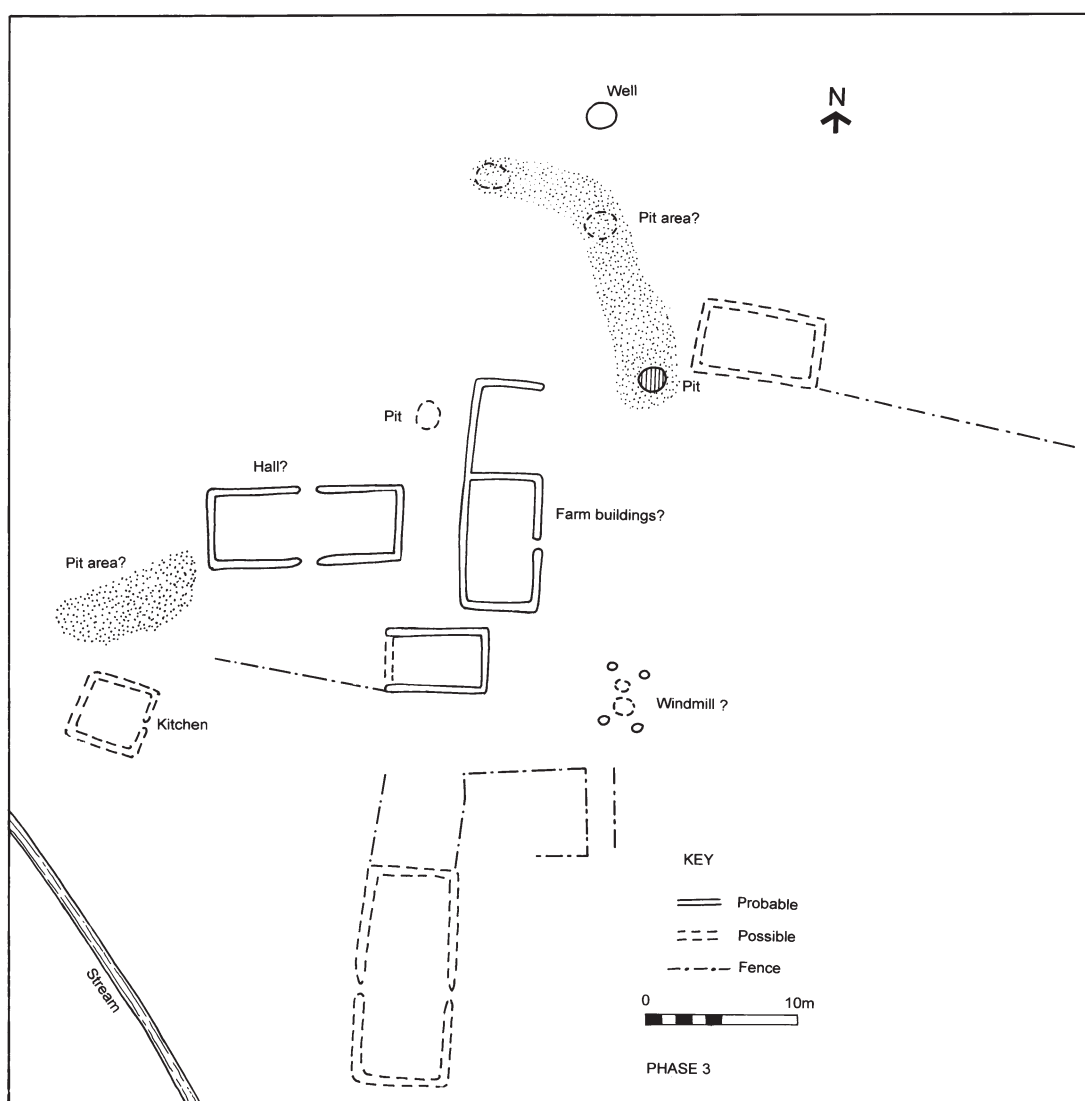 Well
N
Pit area?
Pit
Pit
Hall?
Farm buildings?
Pit area?
Windmill ?
Kitchen
KEY
Probable
Possible
Fence
Stream
0 10m
PHASE 3